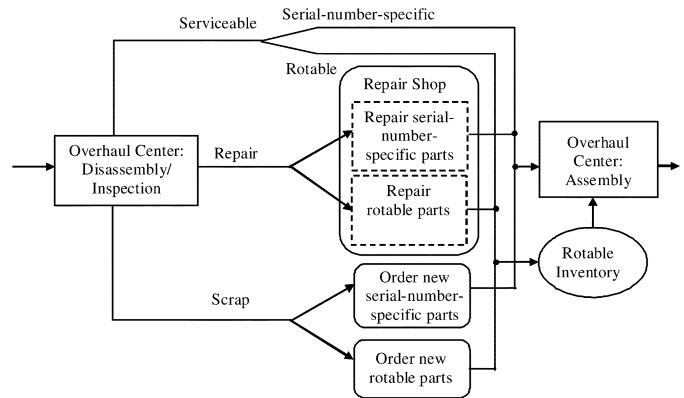 Serial-number-specific
Serviceable
Rotable
Repair Shop
Repair serial-
number-
specific parts
Overhaul Center:
Disassembly/
Inspection
Repair
Overhaul
Center:
Assembly
Repair
rotable parts
Rotable
Inventory
Order new
serial-number-
specific parts
Scrap
Order new
rotable parts